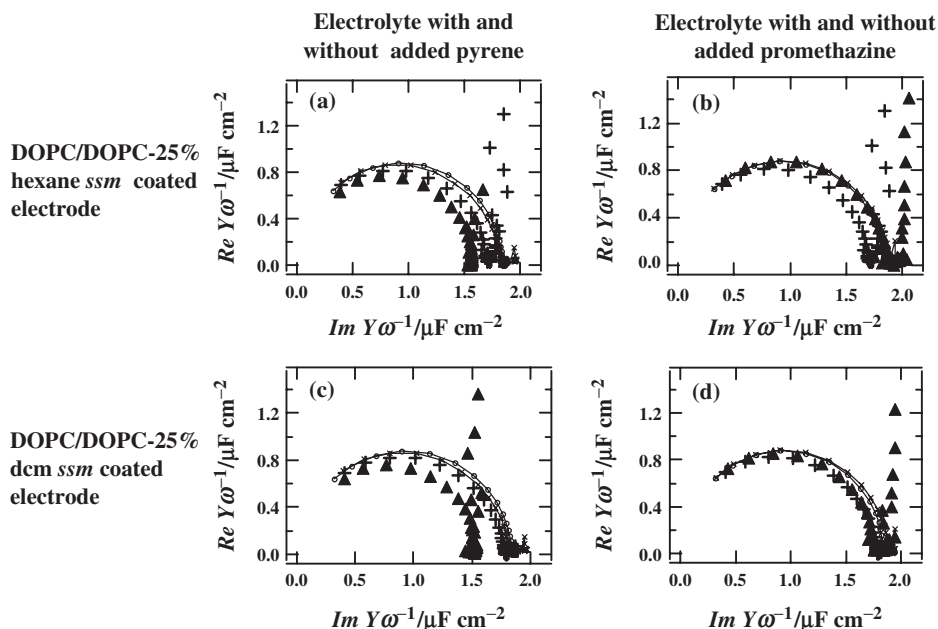 Electrolyte with and
without added pyrene
Electrolyte with and without
added promethazine
DOPC/DOPC-25%
hexane ssm coated
electrode
(a)
Re Yω⁻¹/μF cm⁻²
1.2
0.8
0.4
0.0
0.0 0.5 1.0 1.5 2.0
Im Yω⁻¹/μF cm⁻²
(b)
Re Yω⁻¹/μF cm⁻²
1.2
0.8
0.4
0.0
0.0 0.5 1.0 1.5 2.0
Im Yω⁻¹/μF cm⁻²
DOPC/DOPC-25%
dcm ssm coated
electrode
(c)
Re Yω⁻¹/μF cm⁻²
1.2
0.8
0.4
0.0
0.0 0.5 1.0 1.5 2.0
Im Yω⁻¹/μF cm⁻²
(d)
Re Yω⁻¹/μF cm⁻²
1.2
0.8
0.4
0.0
0.0 0.5 1.0 1.5 2.0
Im Yω⁻¹/μF cm⁻²